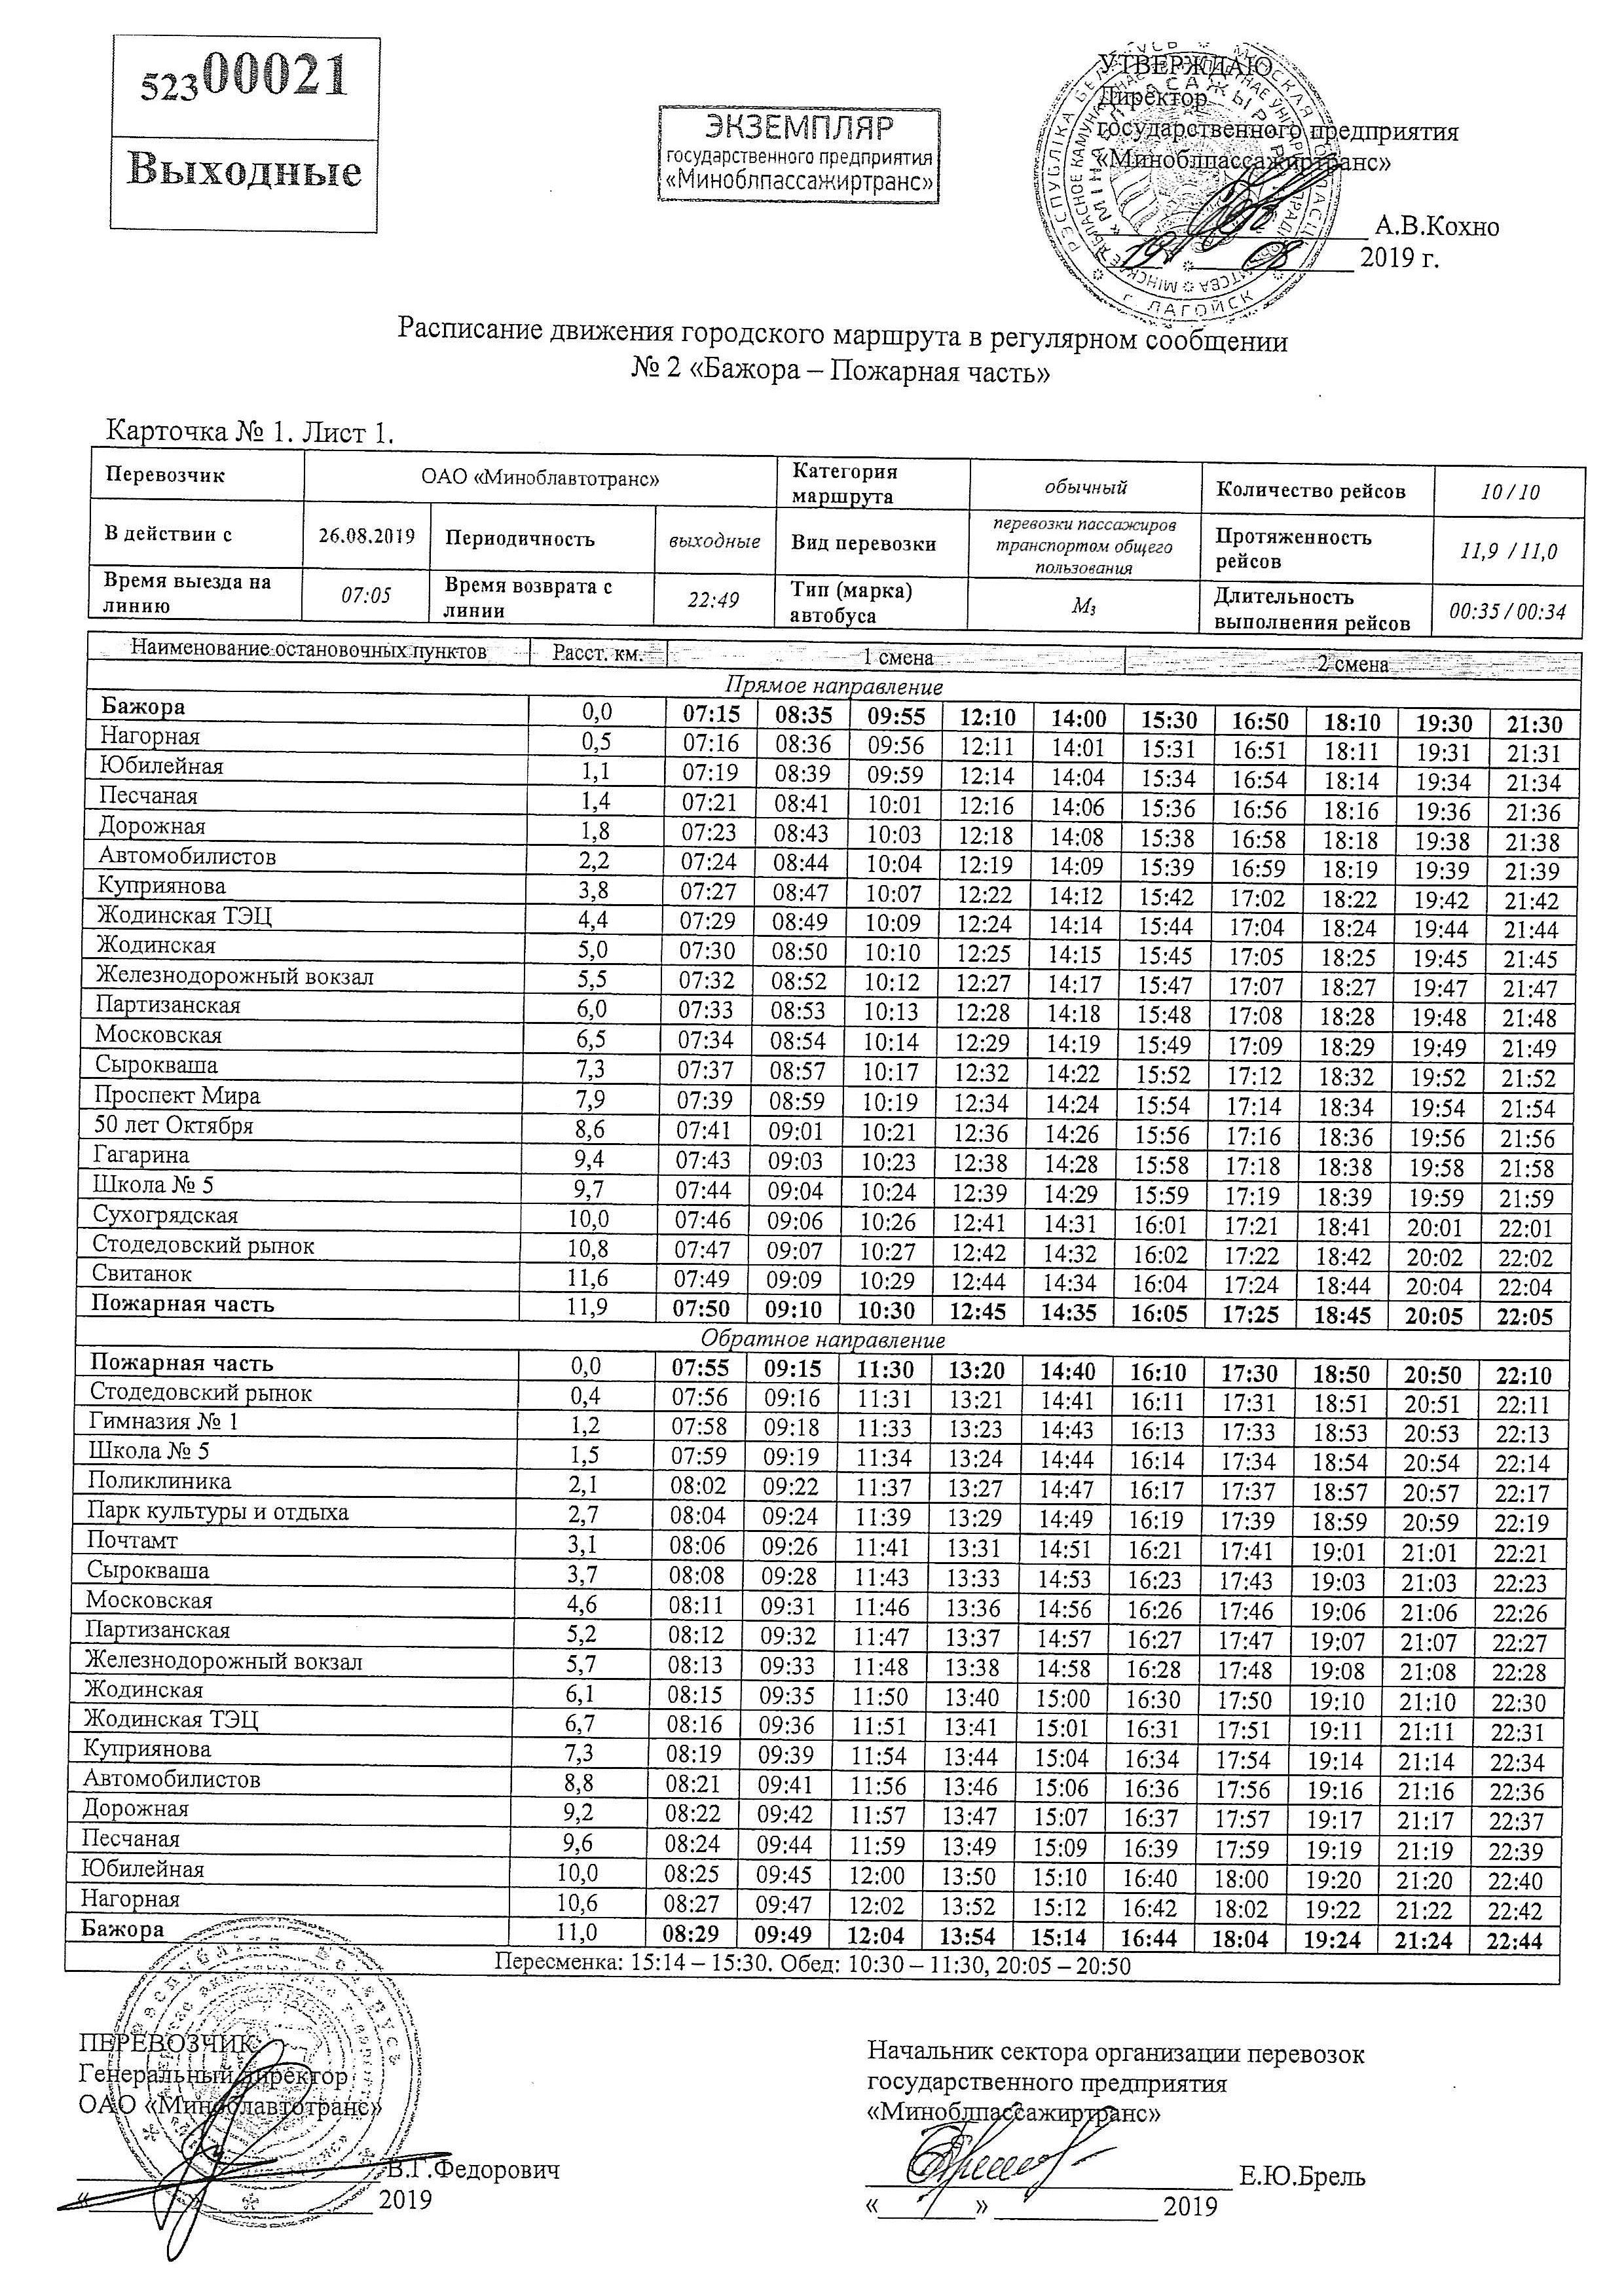 52300021
Выходные
ЭКЗЕМПЛЯР
государственного предприятия
«Миноблпассажиртранс»
УТВЕРЖДАЮ
Директор
государственного предприятия
«Миноблпассажиртранс»
А.В.Кохно
2019 г.
г. ЛАГОЙСК
Расписание движения городского маршрута в регулярном сообщении
№ 2 «Бажора – Пожарная часть»
Карточка № 1. Лист 1.
Перевозчик ОАО «Миноблавтотранс» Категория маршрута обычный Количество рейсов 10 / 10
В действии с 26.08.2019 Периодичность выходные Вид перевозки перевозки пассажиров транспортом общего пользования Протяженность рейсов 11,9 / 11,0
Время выезда на линию 07:05 Время возврата с линии 22:49 Тип (марка) автобуса М3 Длительность выполнения рейсов 00:35 / 00:34
Наименование остановочных пунктов Расст. км. 1 смена 2 смена
Прямое направление
Бажора 0,0 07:15 08:35 09:55 12:10 14:00 15:30 16:50 18:10 19:30 21:30
Нагорная 0,5 07:16 08:36 09:56 12:11 14:01 15:31 16:51 18:11 19:31 21:31
Юбилейная 1,1 07:19 08:39 09:59 12:14 14:04 15:34 16:54 18:14 19:34 21:34
Песчаная 1,4 07:21 08:41 10:01 12:16 14:06 15:36 16:56 18:16 19:36 21:36
Дорожная 1,8 07:23 08:43 10:03 12:18 14:08 15:38 16:58 18:18 19:38 21:38
Автомобилистов 2,2 07:24 08:44 10:04 12:19 14:09 15:39 16:59 18:19 19:39 21:39
Куприянова 3,8 07:27 08:47 10:07 12:22 14:12 15:42 17:02 18:22 19:42 21:42
Жодинская ТЭЦ 4,4 07:29 08:49 10:09 12:24 14:14 15:44 17:04 18:24 19:44 21:44
Жодинская 5,0 07:30 08:50 10:10 12:25 14:15 15:45 17:05 18:25 19:45 21:45
Железнодорожный вокзал 5,5 07:32 08:52 10:12 12:27 14:17 15:47 17:07 18:27 19:47 21:47
Партизанская 6,0 07:33 08:53 10:13 12:28 14:18 15:48 17:08 18:28 19:48 21:48
Московская 6,5 07:34 08:54 10:14 12:29 14:19 15:49 17:09 18:29 19:49 21:49
Сырокваша 7,3 07:37 08:57 10:17 12:32 14:22 15:52 17:12 18:32 19:52 21:52
Проспект Мира 7,9 07:39 08:59 10:19 12:34 14:24 15:54 17:14 18:34 19:54 21:54
50 лет Октября 8,6 07:41 09:01 10:21 12:36 14:26 15:56 17:16 18:36 19:56 21:56
Гагарина 9,4 07:43 09:03 10:23 12:38 14:28 15:58 17:18 18:38 19:58 21:58
Школа № 5 9,7 07:44 09:04 10:24 12:39 14:29 15:59 17:19 18:39 19:59 21:59
Сухогрядская 10,0 07:46 09:06 10:26 12:41 14:31 16:01 17:21 18:41 20:01 22:01
Стодедовский рынок 10,8 07:47 09:07 10:27 12:42 14:32 16:02 17:22 18:42 20:02 22:02
Свитанок 11,6 07:49 09:09 10:29 12:44 14:34 16:04 17:24 18:44 20:04 22:04
Пожарная часть 11,9 07:50 09:10 10:30 12:45 14:35 16:05 17:25 18:45 20:05 22:05
Обратное направление
Пожарная часть 0,0 07:55 09:15 11:30 13:20 14:40 16:10 17:30 18:50 20:50 22:10
Стодедовский рынок 0,4 07:56 09:16 11:31 13:21 14:41 16:11 17:31 18:51 20:51 22:11
Гимназия № 1 1,2 07:58 09:18 11:33 13:23 14:43 16:13 17:33 18:53 20:53 22:13
Школа № 5 1,5 07:59 09:19 11:34 13:24 14:44 16:14 17:34 18:54 20:54 22:14
Поликлиника 2,1 08:02 09:22 11:37 13:27 14:47 16:17 17:37 18:57 20:57 22:17
Парк культуры и отдыха 2,7 08:04 09:24 11:39 13:29 14:49 16:19 17:39 18:59 20:59 22:19
Почтамт 3,1 08:06 09:26 11:41 13:31 14:51 16:21 17:41 19:01 21:01 22:21
Сырокваша 3,7 08:08 09:28 11:43 13:33 14:53 16:23 17:43 19:03 21:03 22:23
Московская 4,6 08:11 09:31 11:46 13:36 14:56 16:26 17:46 19:06 21:06 22:26
Партизанская 5,2 08:12 09:32 11:47 13:37 14:57 16:27 17:47 19:07 21:07 22:27
Железнодорожный вокзал 5,7 08:13 09:33 11:48 13:38 14:58 16:28 17:48 19:08 21:08 22:28
Жодинская 6,1 08:15 09:35 11:50 13:40 15:00 16:30 17:50 19:10 21:10 22:30
Жодинская ТЭЦ 6,7 08:16 09:36 11:51 13:41 15:01 16:31 17:51 19:11 21:11 22:31
Куприянова 7,3 08:19 09:39 11:54 13:44 15:04 16:34 17:54 19:14 21:14 22:34
Автомобилистов 8,8 08:21 09:41 11:56 13:46 15:06 16:36 17:56 19:16 21:16 22:36
Дорожная 9,2 08:22 09:42 11:57 13:47 15:07 16:37 17:57 19:17 21:17 22:37
Песчаная 9,6 08:24 09:44 11:59 13:49 15:09 16:39 17:59 19:19 21:19 22:39
Юбилейная 10,0 08:25 09:45 12:00 13:50 15:10 16:40 18:00 19:20 21:20 22:40
Нагорная 10,6 08:27 09:47 12:02 13:52 15:12 16:42 18:02 19:22 21:22 22:42
Бажора 11,0 08:29 09:49 12:04 13:54 15:14 16:44 18:04 19:24 21:24 22:44
Пересменка: 15:14 – 15:30. Обед: 10:30 – 11:30, 20:05 – 20:50
ПЕРЕВОЗЧИК:
Генеральный директор
ОАО «Миноблавтотранс»
В.Г.Федорович
«______» ____________ 2019
Начальник сектора организации перевозок
государственного предприятия
«Миноблпассажиртранс»
Е.Ю.Брель
«______» ____________ 2019